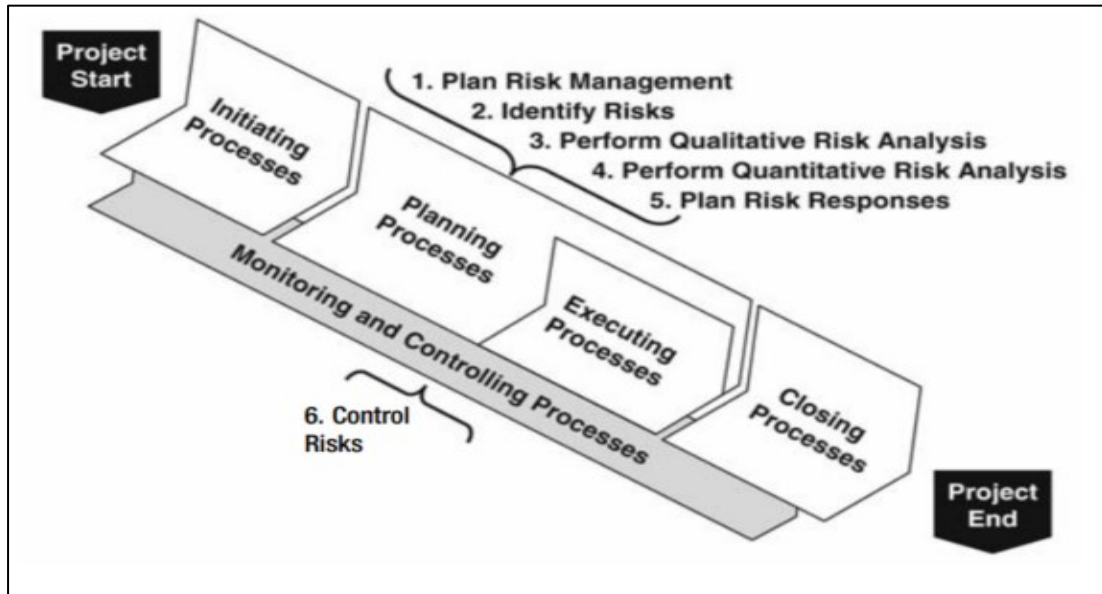 Project
Start
1. Plan Risk Management
2. Identify Risks
3. Perform Qualitative Risk Analysis
4. Perform Quantitative Risk Analysis
5. Plan Risk Responses
Initiating
Processes
Planning
Processes
Executing
Processes
Closing
Processes
Monitoring and Controlling Processes
6. Control
Risks
Project
End